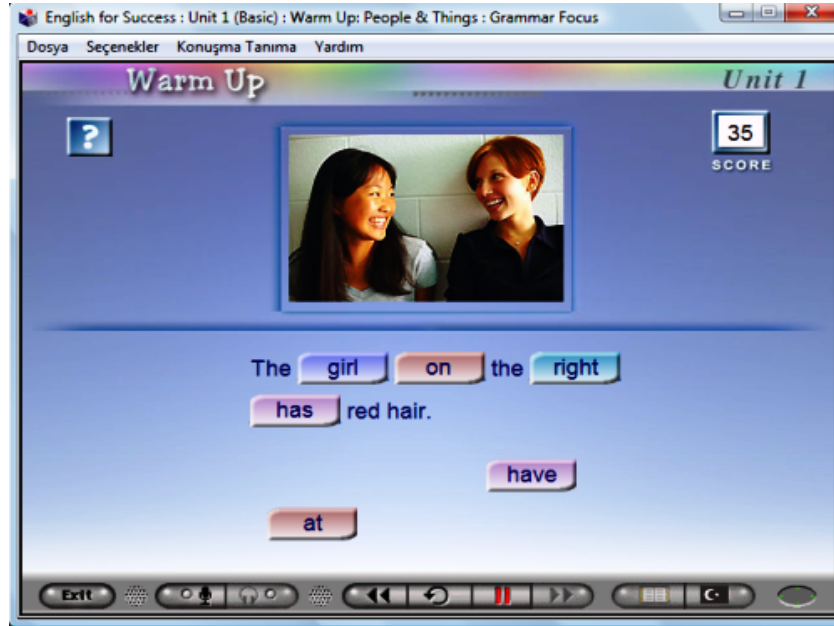 English for Success : Unit 1 (Basic) : Warm Up: People & Things : Grammar Focus
Dosya Seçenekler Konuşma Tanıma Yardım
Warm Up
Unit 1
?
35
SCORE
The girl on the right
has red hair.
have
at
Exit